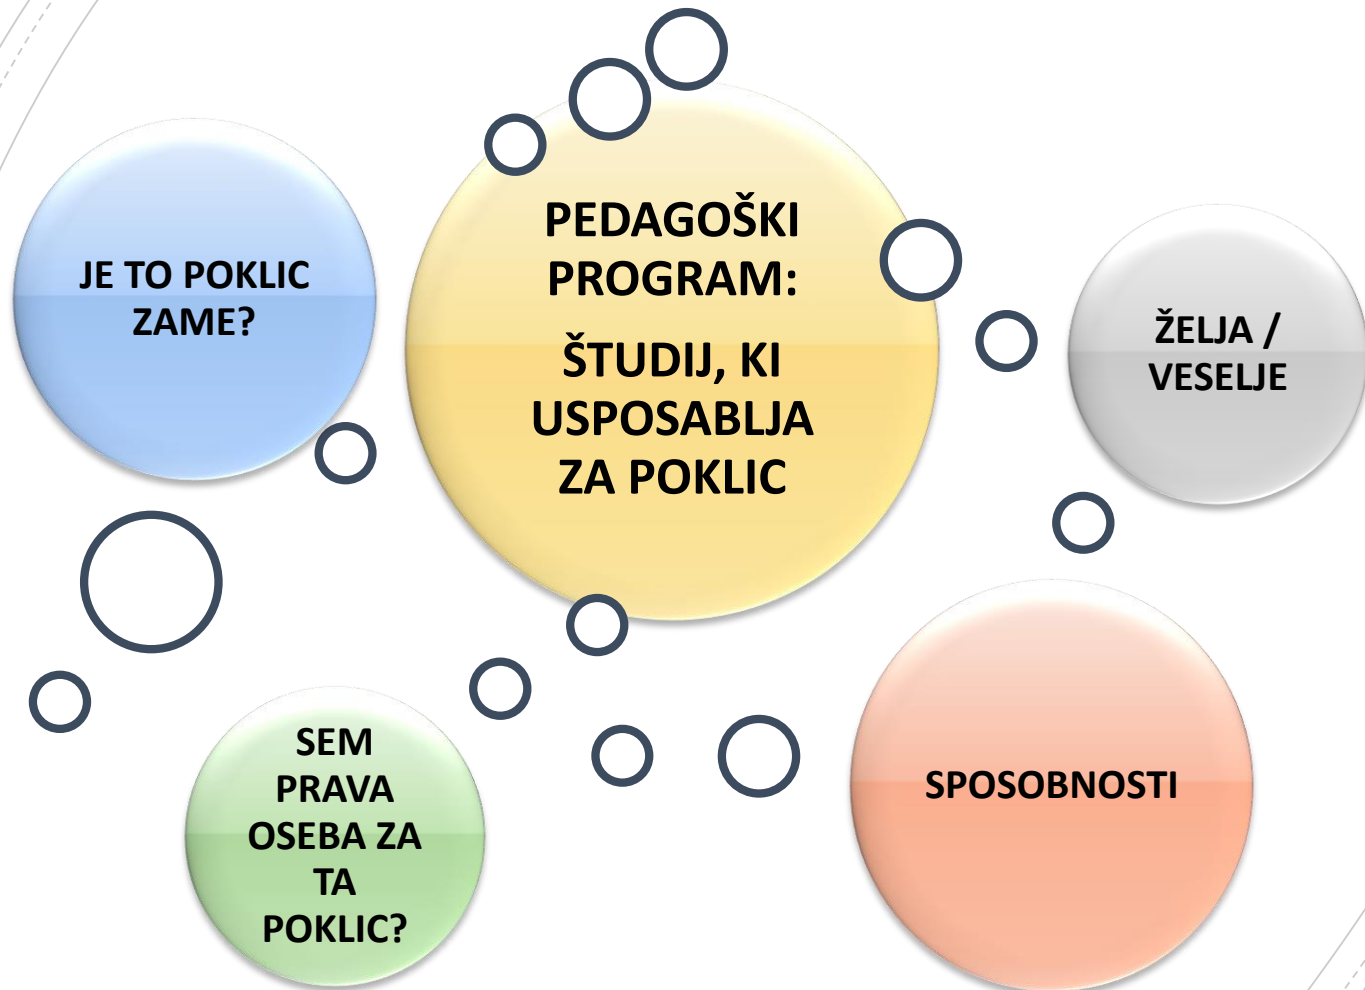 PEDAGOŠKI
PROGRAM:
ŠTUDIJ, KI
USPOSABLJA
ZA POKLIC
JE TO POKLIC
ZAME?
ŽELJA /
VESELJE
SEM
PRAVA
OSEBA ZA
TA
POKLIC?
SPOSOBNOSTI